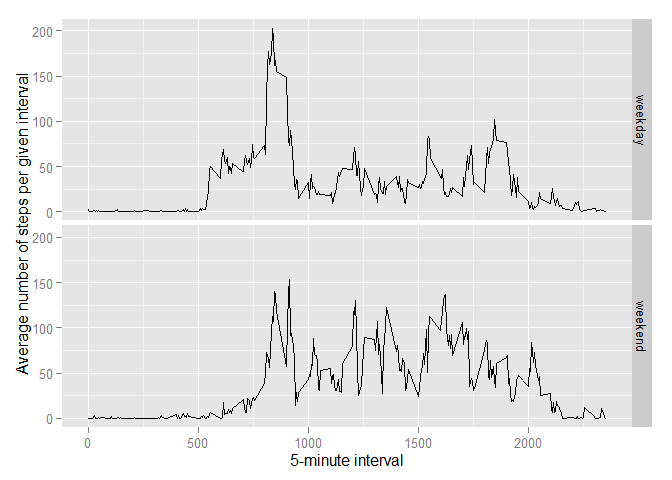 Average number of steps per given interval
200
150
100
50
0
weekday
200
150
100
50
0
weekend
0 500 1000 1500 2000
5-minute interval